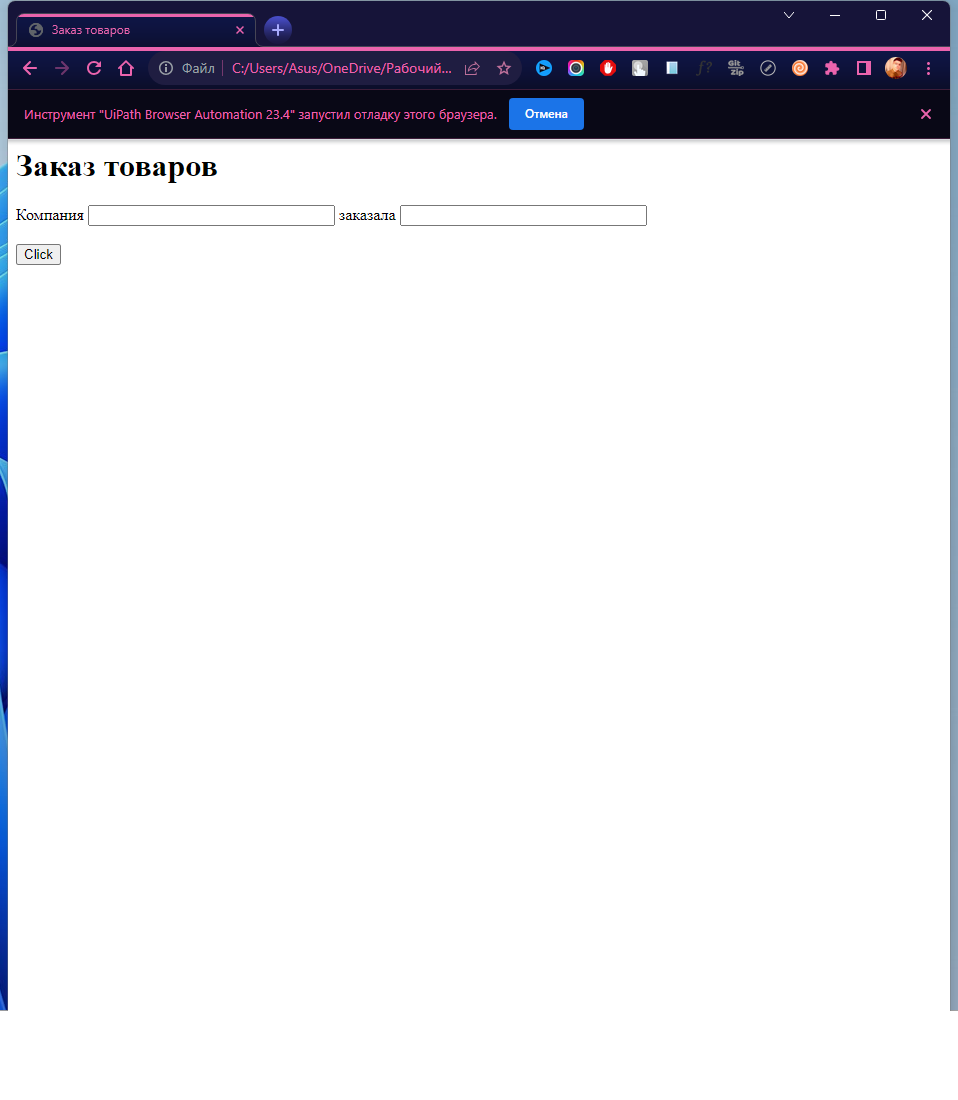 Заказ товаров
Файл C:/Users/Asus/OneDrive/Рабочий...
f?
Git Zip
Инструмент "UiPath Browser Automation 23.4" запустил отладку этого браузера. Отмена
Заказ товаров
Компания заказала
Click